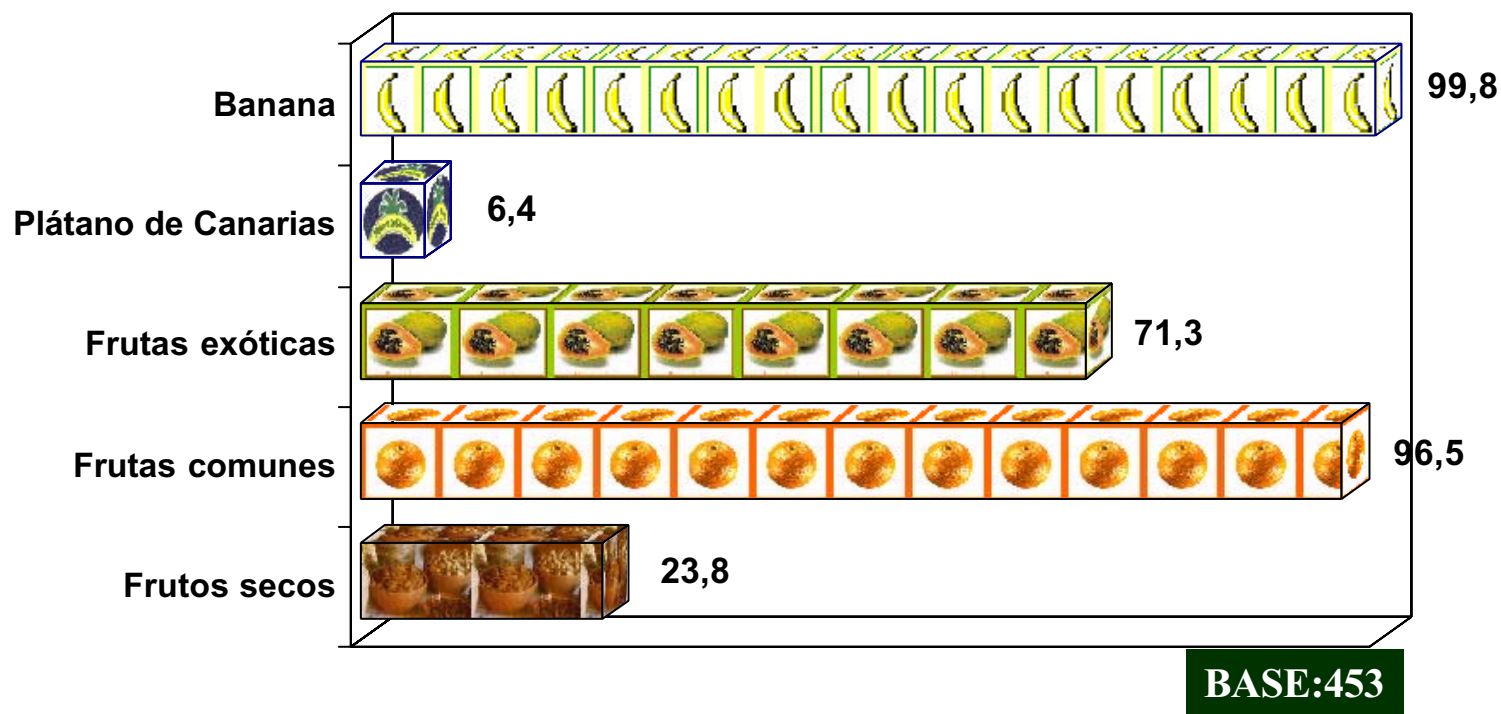 Banana
99,8
Plátano de Canarias
6,4
Frutas exóticas
71,3
Frutas comunes
96,5
Frutos secos
23,8
BASE:453